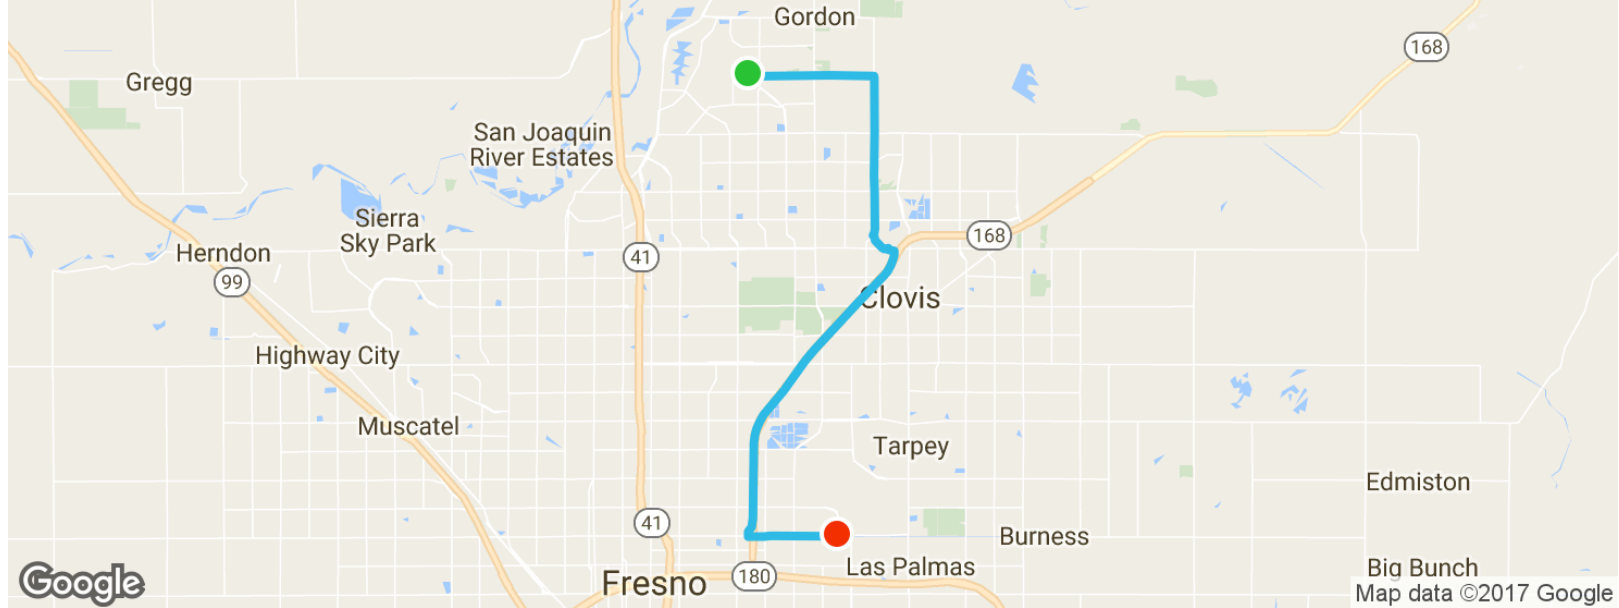 Gordon
168
Gregg
San Joaquin
River Estates
Sierra
Sky Park
Herndon
99
41
168
Clovis
Highway City
Muscatel
Tarpey
Edmiston
41
Burness
Las Palmas
Big Bunch
Fresno
180
Google
Map data ©2017 Google